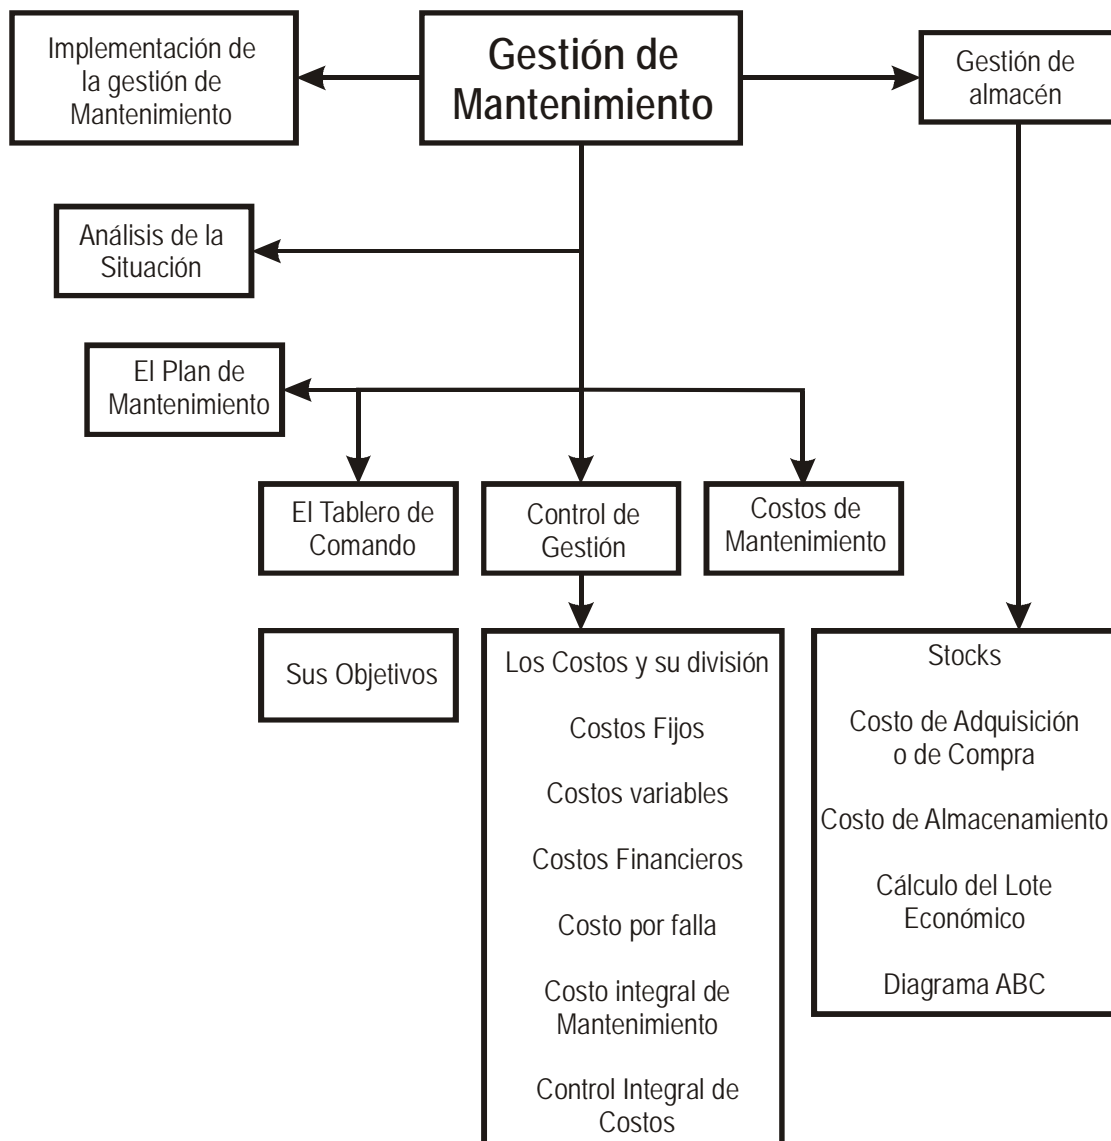 Implementación de
la gestión de
Mantenimiento
Gestión de
Mantenimiento
Gestión de
almacén
Análisis de la
Situación
El Plan de
Mantenimiento
El Tablero de
Comando
Control de
Gestión
Costos de
Mantenimiento
Sus Objetivos
Los Costos y su división
Costos Fijos
Costos variables
Costos Financieros
Costo por falla
Costo integral de
Mantenimiento
Control Integral de
Costos
Stocks
Costo de Adquisición
o de Compra
Costo de Almacenamiento
Cálculo del Lote
Económico
Diagrama ABC